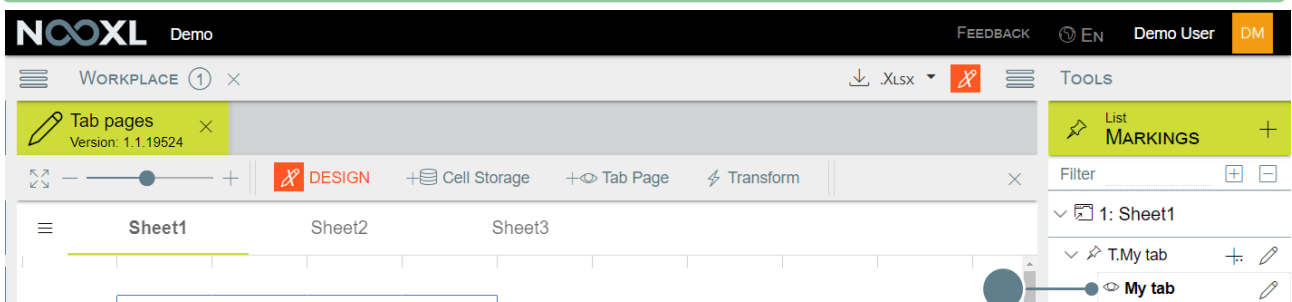 NOOXL Demo FEEDBACK EN Demo User DM
WORKPLACE 1 .XLSX TOOLS
Tab pages
Version: 1.1.19524
List
MARKINGS
DESIGN Cell Storage Tab Page Transform
Filter
Sheet1 Sheet2 Sheet3
1: Sheet1
T.My tab
My tab